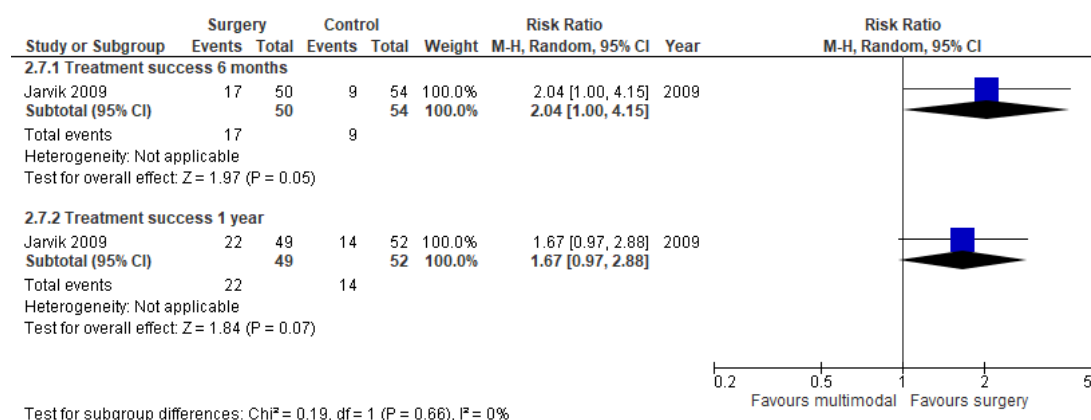 Surgery Control Risk Ratio Risk Ratio
Study or Subgroup Events Total Events Total Weight M-H, Random, 95% CI Year M-H, Random, 95% CI
2.7.1 Treatment success 6 months
Jarvik 2009 17 50 9 54 100.0% 2.04 [1.00, 4.15] 2009
Subtotal (95% CI) 50 54 100.0% 2.04 [1.00, 4.15]
Total events 17 9
Heterogeneity: Not applicable
Test for overall effect: Z = 1.97 (P = 0.05)
2.7.2 Treatment success 1 year
Jarvik 2009 22 49 14 52 100.0% 1.67 [0.97, 2.88] 2009
Subtotal (95% CI) 49 52 100.0% 1.67 [0.97, 2.88]
Total events 22 14
Heterogeneity: Not applicable
Test for overall effect: Z = 1.84 (P = 0.07)
0.2 0.5 1 2 5
Favours multimodal Favours surgery
Test for subgroup differences: Chi² = 0.19, df = 1 (P = 0.66), I² = 0%